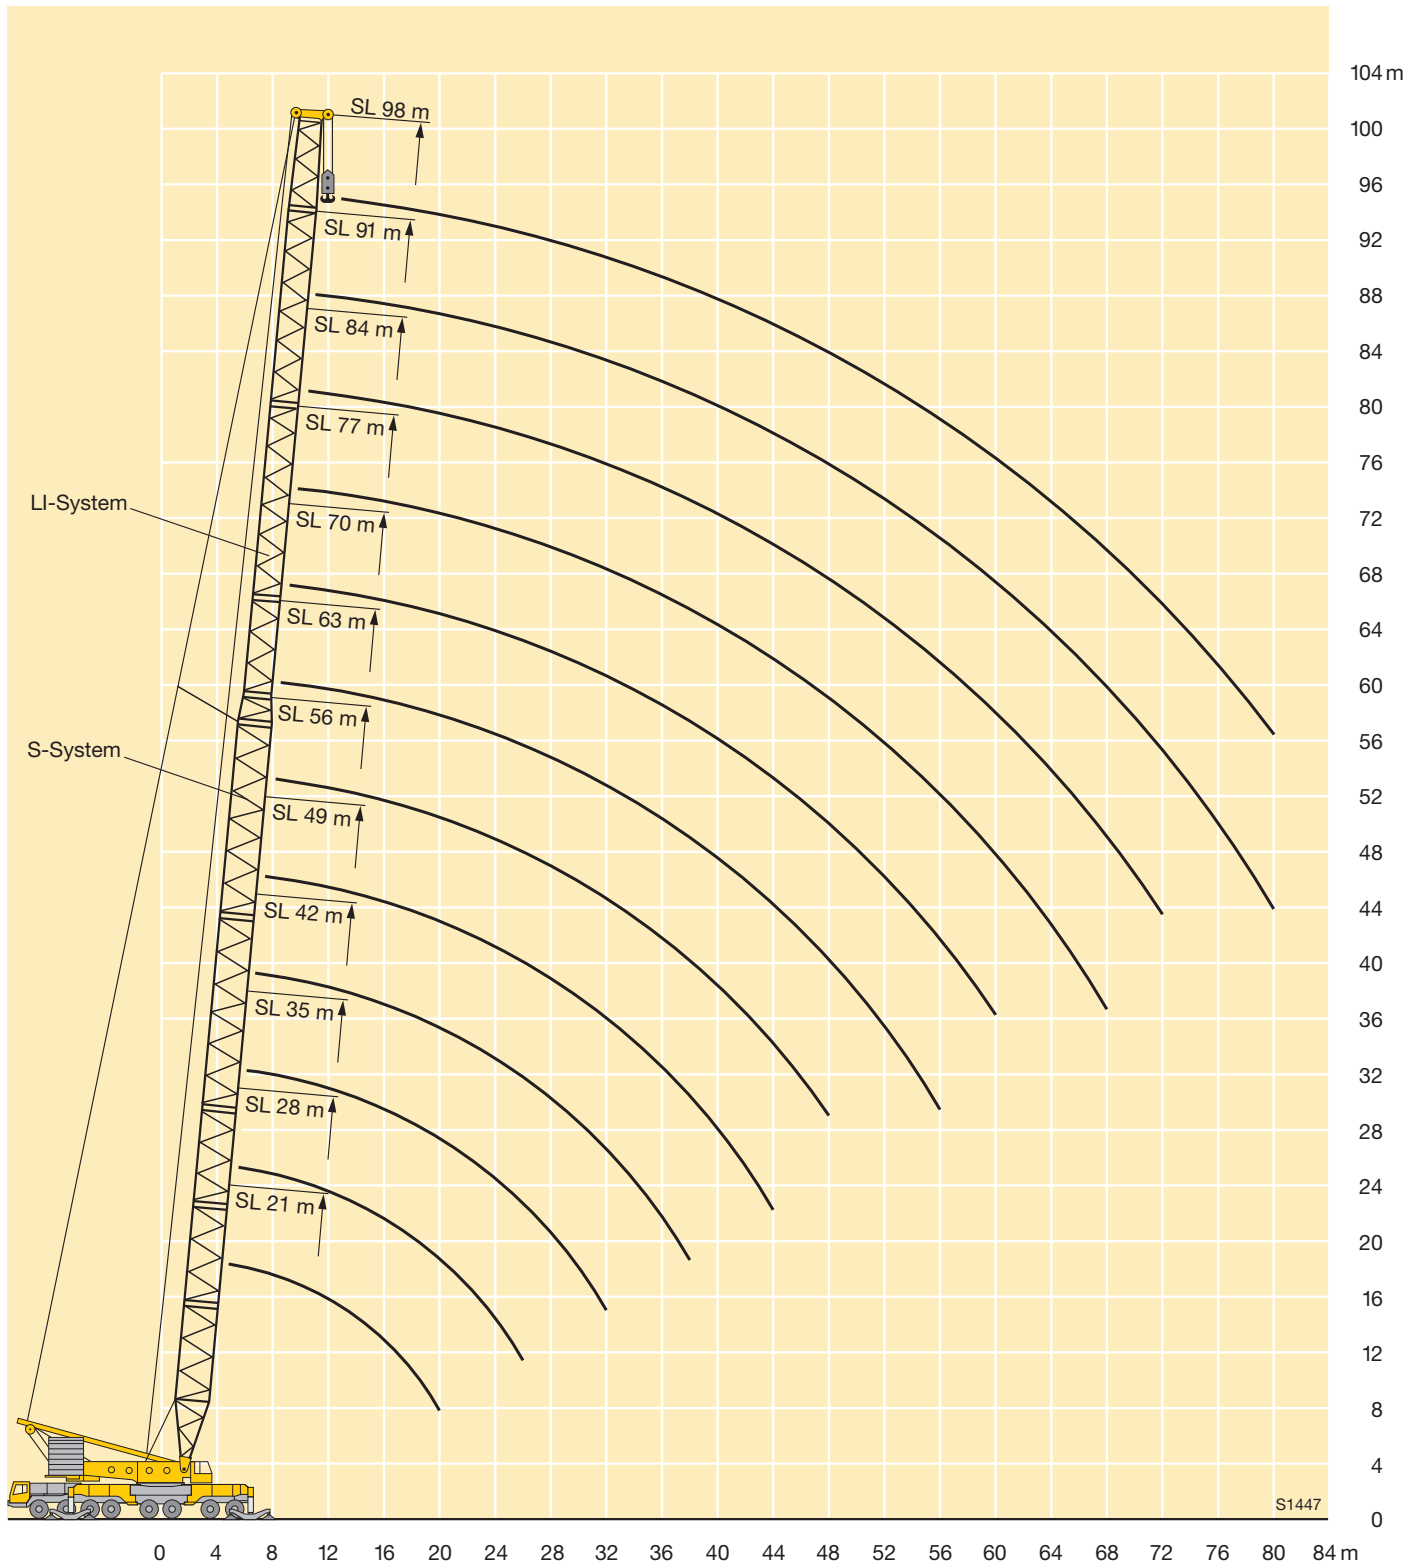 104 m
SL 98 m
100
96
SL 91 m
92
88
SL 84 m
84
80
SL 77 m
76
LI-System
SL 70 m
72
68
SL 63 m
64
60
SL 56 m
S-System
56
52
SL 49 m
48
SL 42 m
44
40
SL 35 m
36
32
SL 28 m
28
24
SL 21 m
20
16
12
8
4
S1447
0
0 4 8 12 16 20 24 28 32 36 40 44 48 52 56 60 64 68 72 76 80 84 m